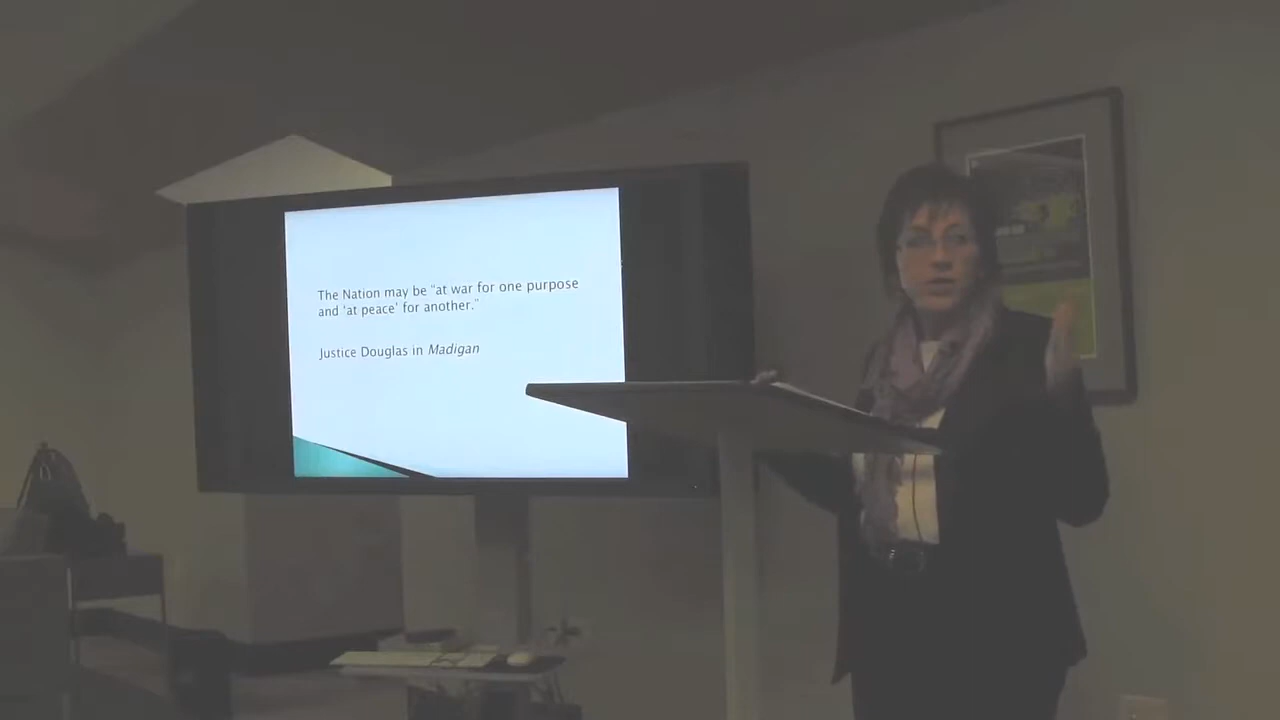 The Nation may be "at war for one purpose
and 'at peace' for another."
Justice Douglas in Madigan